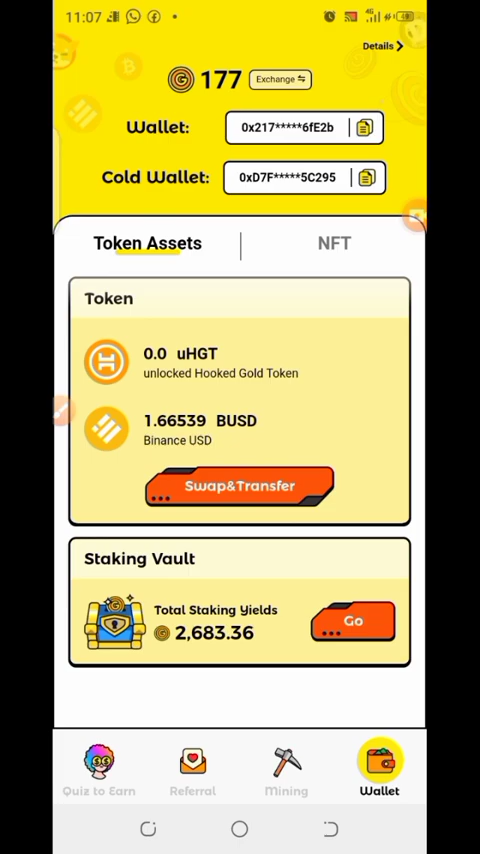 11:07
4G
Details
177 Exchange
Wallet: 0x217*****6fE2b
Cold Wallet: 0xD7F*****5C295
Token Assets NFT
Token
0.0 uHGT
unlocked Hooked Gold Token
1.66539 BUSD
Binance USD
Swap&Transfer
Staking Vault
Total Staking Yields
2,683.36
Go
Quiz to Earn Referral Mining Wallet